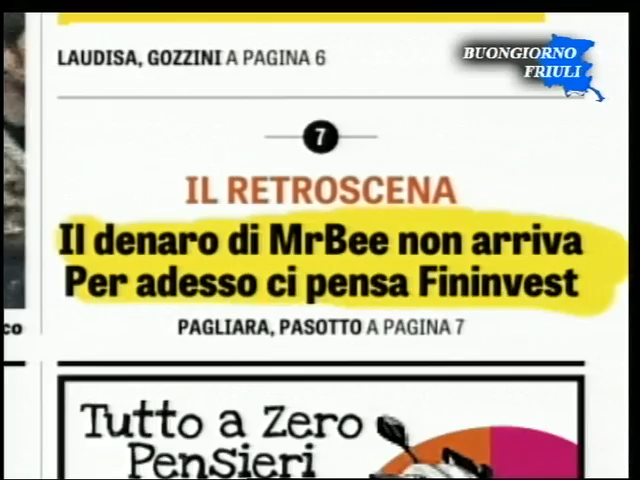 LAUDISA, GOZZINI A PAGINA 6
BUONGIORNO
FRIULI
7
IL RETROSCENA
Il denaro di MrBee non arriva
Per adesso ci pensa Fininvest
co
PAGLIARA, PASOTTO A PAGINA 7
Tutto a Zero
Pensieri